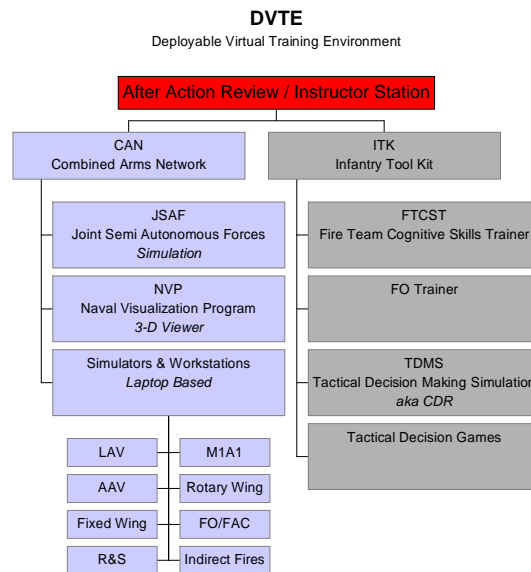 DVTE
Deployable Virtual Training Environment
After Action Review / Instructor Station
CAN
Combined Arms Network
ITK
Infantry Tool Kit
JSAF
Joint Semi Autonomous Forces
Simulation
FTCST
Fire Team Cognitive Skills Trainer
NVP
Naval Visualization Program
3-D Viewer
FO Trainer
Simulators & Workstations
Laptop Based
TDMS
Tactical Decision Making Simulation
aka CDR
Tactical Decision Games
LAV
M1A1
AAV
Rotary Wing
Fixed Wing
FO/FAC
R&S
Indirect Fires